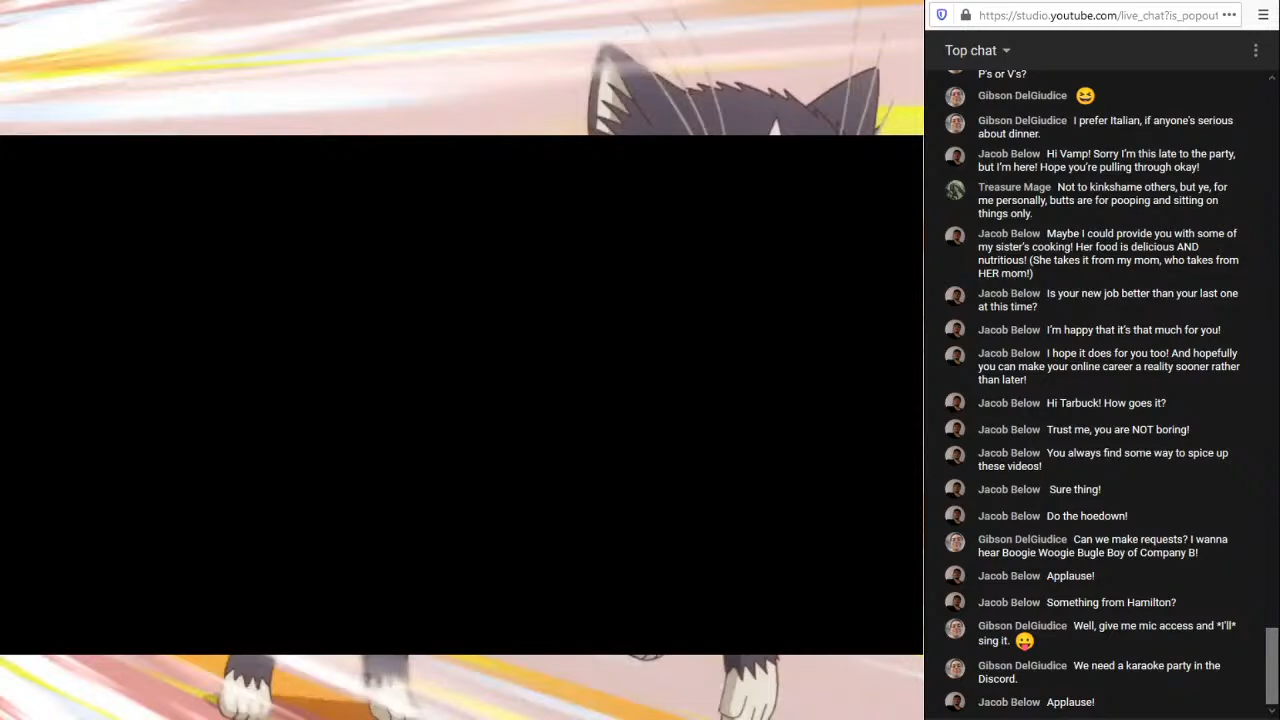 https://studio.youtube.com/live_chat?is_popout
Top chat
P's or V's?
Gibson DelGiudice
Gibson DelGiudice I prefer Italian, if anyone's serious
about dinner.
Jacob Below Hi Vamp! Sorry I'm this late to the party,
but I'm here! Hope you're pulling through okay!
Treasure Mage Not to kinkshame others, but ye, for
me personally, butts are for pooping and sitting on
things only.
Jacob Below Maybe I could provide you with some of
my sister's cooking! Her food is delicious AND
nutritious! (She takes it from my mom, who takes from
HER mom!)
Jacob Below Is your new job better than your last one
at this time?
Jacob Below I'm happy that it's that much for you!
Jacob Below I hope it does for you too! And hopefully
you can make your online career a reality sooner rather
than later!
Jacob Below Hi Tarbuck! How goes it?
Jacob Below Trust me, you are NOT boring!
Jacob Below You always find some way to spice up
these videos!
Jacob Below Sure thing!
Jacob Below Do the hoedown!
Gibson DelGiudice Can we make requests? I wanna
hear Boogie Woogie Bugle Boy of Company B!
Jacob Below Applause!
Jacob Below Something from Hamilton?
Gibson DelGiudice Well, give me mic access and *I'll*
sing it.
Gibson DelGiudice We need a karaoke party in the
Discord.
Jacob Below Applause!